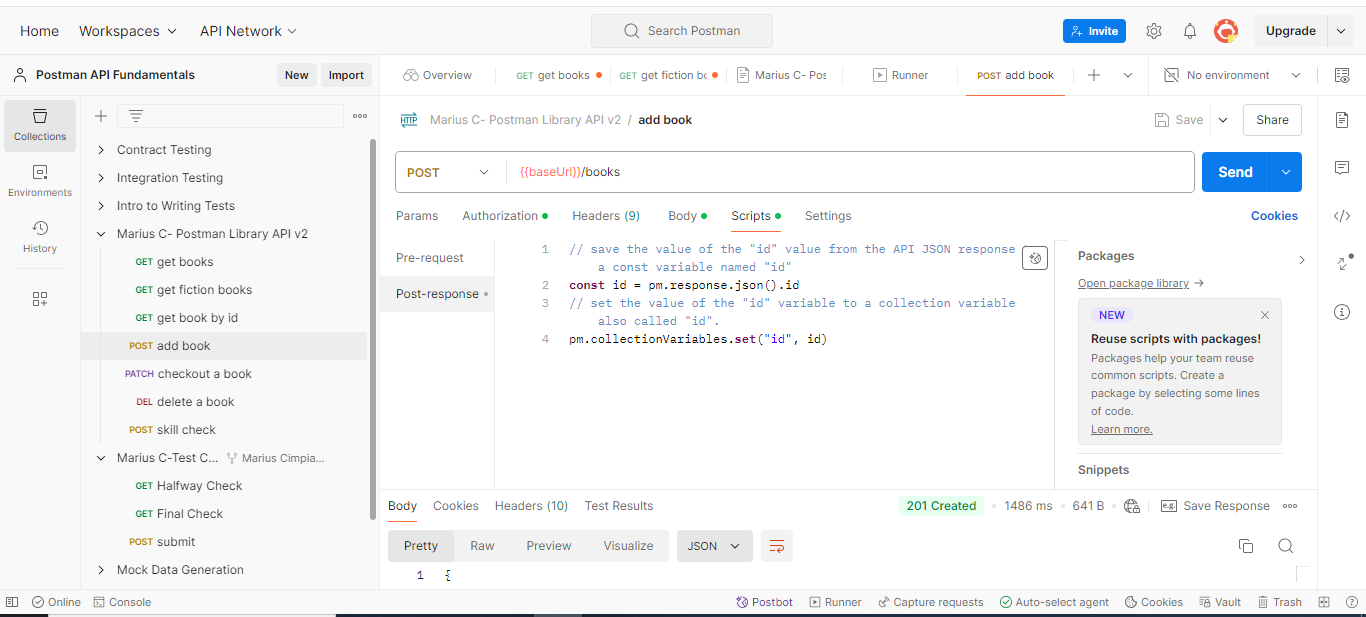 Home Workspaces API Network Search Postman Invite Upgrade
Postman API Fundamentals New Import Overview GET get books GET get fiction bo Marius C- Pos Runner POST add book No environment
Collections
Environments
History
Contract Testing
Integration Testing
Intro to Writing Tests
Marius C- Postman Library API v2
GET get books
GET get fiction books
GET get book by id
POST add book
PATCH checkout a book
DEL delete a book
POST skill check
Marius C-Test C... Marius Cimpia...
GET Halfway Check
GET Final Check
POST submit
Mock Data Generation
HTTP Marius C- Postman Library API v2 / add book Save Share
POST {{baseUrl}}/books Send
Params Authorization Headers (9) Body Scripts Settings Cookies
Pre-request
Post-response
1 // save the value of the "id" value from the API JSON response
a const variable named "id"
2 const id = pm.response.json().id
3 // set the value of the "id" variable to a collection variable
also called "id".
4 pm.collectionVariables.set("id", id)
Packages
Open package library →
NEW
Reuse scripts with packages!
Packages help your team reuse
common scripts. Create a
package by selecting some lines
of code.
Learn more.
Snippets
Body Cookies Headers (10) Test Results 201 Created 1486 ms 641 B e.g. Save Response
Pretty Raw Preview Visualize JSON
1 {
Online Console Postbot Runner Capture requests Auto-select agent Cookies Vault Trash